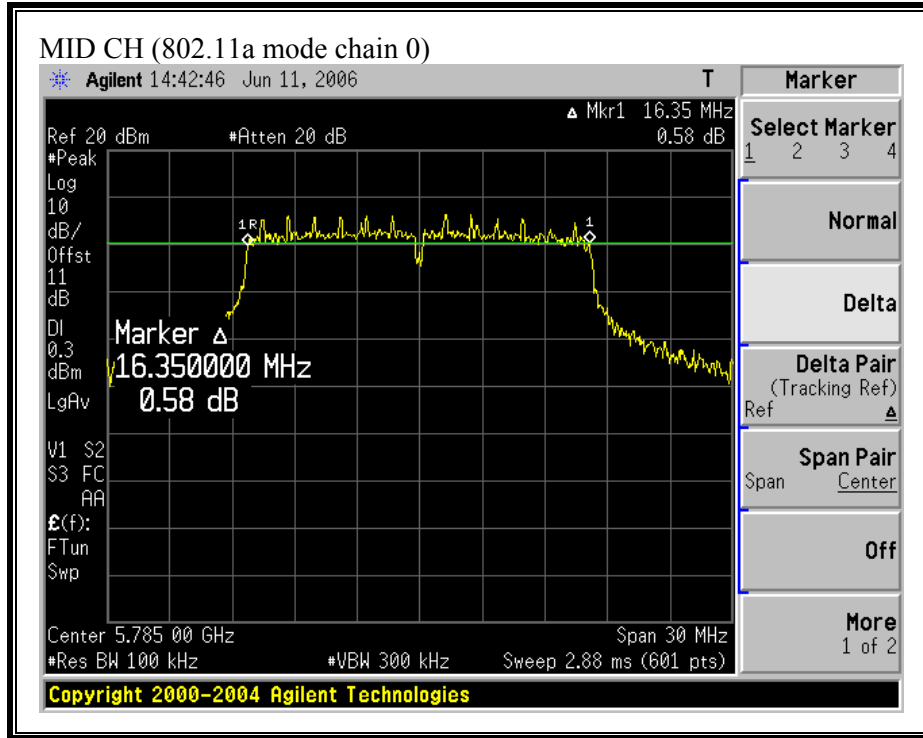 MID CH (802.11a mode chain 0)
Agilent 14:42:46 Jun 11, 2006 T
Marker
Δ Mkr1 16.35 MHz
Ref 20 dBm #Atten 20 dB 0.58 dB
#Peak
Log
10
dB/
Offst
11
dB
DI
0.3
dBm
LgAv
V1 S2
S3 FC
AA
£(f):
FTun
Swp
1R
1
Marker Δ
16.350000 MHz
0.58 dB
Center 5.785 00 GHz Span 30 MHz
#Res BW 100 kHz #VBW 300 kHz Sweep 2.88 ms (601 pts)
Select Marker
1 2 3 4
Normal
Delta
Delta Pair
(Tracking Ref)
Ref Δ
Span Pair
Span Center
Off
More
1 of 2
Copyright 2000-2004 Agilent Technologies